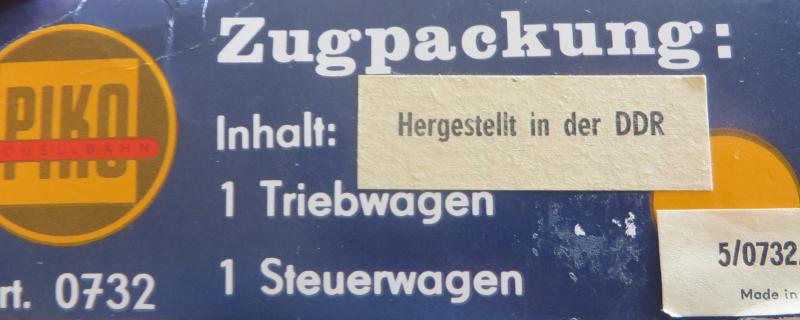 Zugpackung:
PIKO
MODELLBAHN
Inhalt:
Hergestellt in der DDR
1 Triebwagen
rt. 0732
1 Steuerwagen
5/0732
Made in